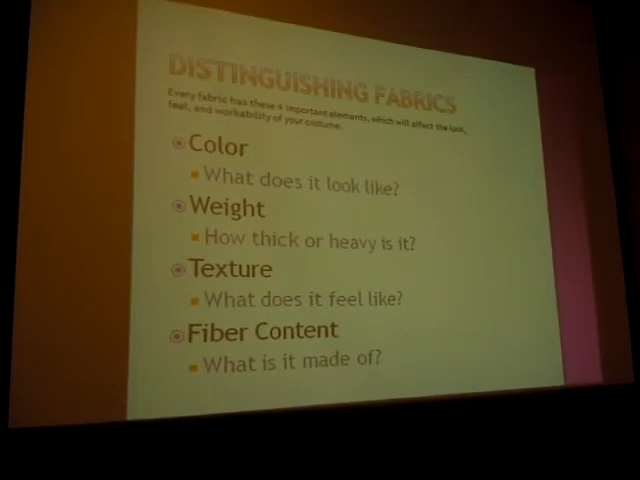 DISTINGUISHING FABRICS
Every fabric has these 4 important elements, which will affect the look,
feel, and workability of your costume.
Color
What does it look like?
Weight
How thick or heavy is it?
Texture
What does it feel like?
Fiber Content
What is it made of?